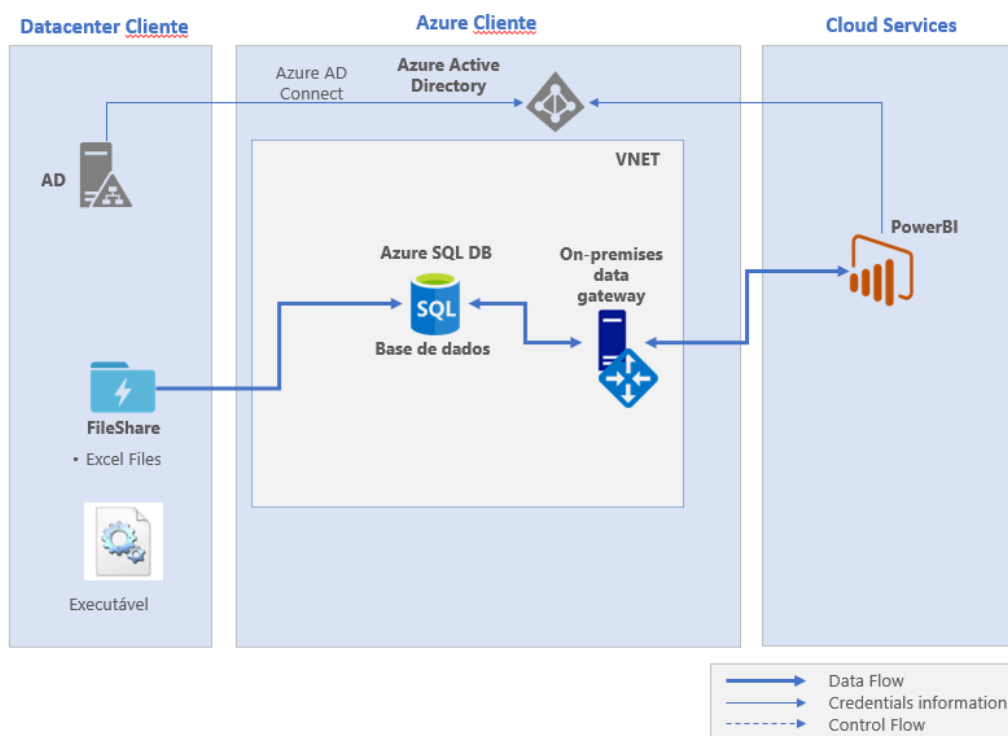 Datacenter Cliente
Azure Cliente
Cloud Services
Azure AD
Connect
Azure Active
Directory
AD
VNET
PowerBI
Azure SQL DB
On-premises
data
gateway
SQL
Base de dados
FileShare
• Excel Files
Executável
Data Flow
Credentials information
Control Flow